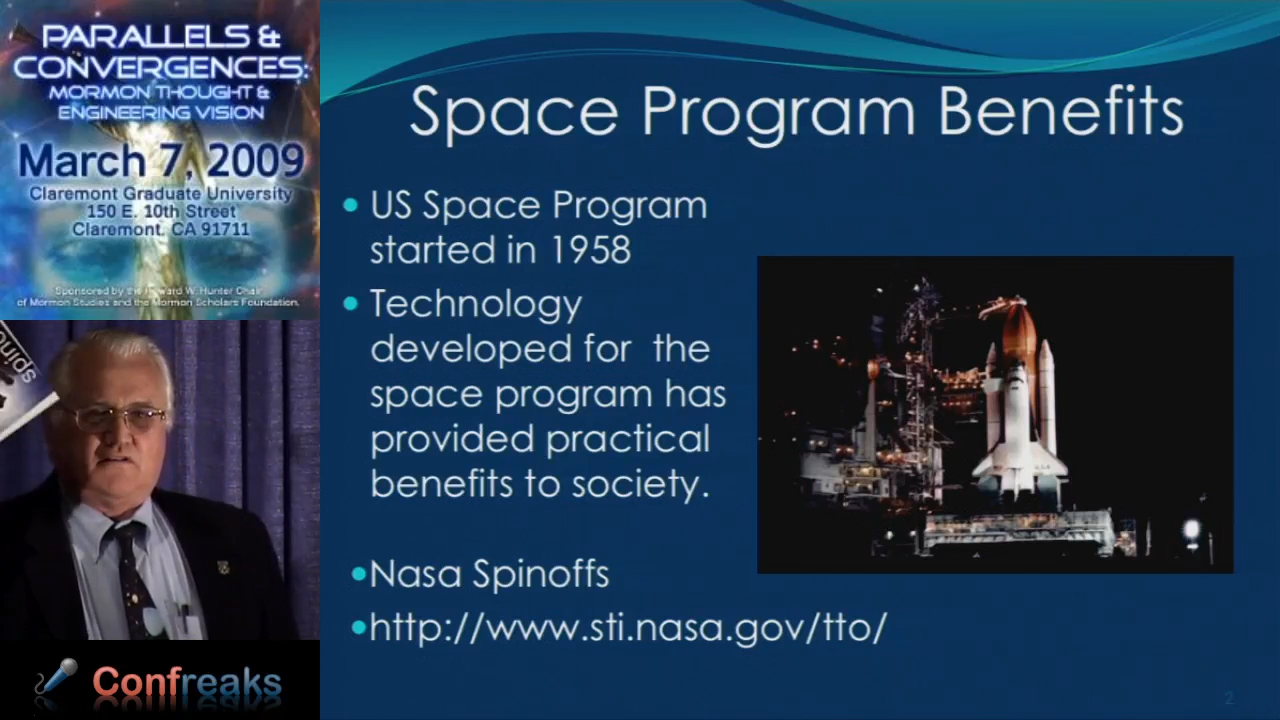 PARALLELS &
CONVERGENCES:
MORMON THOUGHT &
ENGINEERING VISION
March 7, 2009
Claremont Graduate University
150 E. 10th Street
Claremont, CA 91711
Sponsored by the Howard W. Hunter Chair
of Mormon Studies and the Mormon Scholars Foundation.
Spino
Confreaks
Space Program Benefits
• US Space Program
started in 1958
• Technology
developed for the
space program has
provided practical
benefits to society.
•Nasa Spinoffs
•http://www.sti.nasa.gov/tto/
2